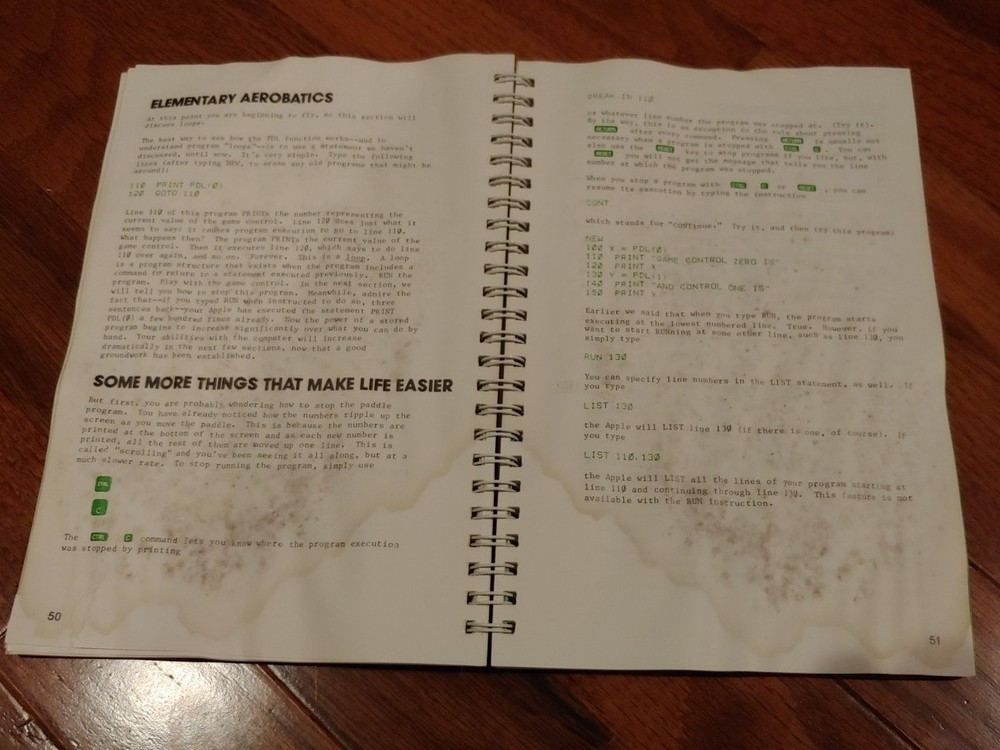 ELEMENTARY AEROBATICS
At this point you are beginning to fly, so this section will
discuss loops.
The best way to see how the PDL function works--and to
understand program "loops"--is to use a statement we haven't
discussed, until now. It's very simple. Type the following
lines (after typing NEW, to erase any old programs that might be
around):
110 PRINT PDL(0)
120 GOTO 110
Line 110 of this program PRINTs the number representing the
current value of the game control. Line 120 does just what it
seems to say: it causes program execution to go to line 110.
What happens then? The program PRINTs the current value of the
game control. Then it executes line 120, which says to do line
110 over again, and so on. Forever. This is a loop. A loop
is a program structure that exists when the program includes a
command to return to a statement executed previously. RUN the
program. Play with the game control. In the next section, we
will tell you how to stop this program. Meanwhile, admire the
fact that--if you typed RUN when instructed to do so, three
sentences back--your Apple has executed the statement PRINT
PDL(0) a few hundred times already. Now the power of a stored
program begins to increase significantly over what you can do by
hand. Your abilities with the computer will increase
dramatically in the next few sections, now that a good
groundwork has been established.
SOME MORE THINGS THAT MAKE LIFE EASIER
But first, you are probably wondering how to stop the paddle
program. You have already noticed how the numbers ripple up the
screen as you move the paddle. This is because the numbers are
printed at the bottom of the screen and as each new number is
printed, all the rest of them are moved up one line. This is
called "scrolling" and you've been seeing it all along, but at a
much slower rate. To stop running the program, simply use
CTRL
C
The CTRL C command lets you know where the program execution
was stopped by printing
50
BREAK IN 110
or whatever line number the program was stopped at. (Try it).
By the way, this is an exception to the rule about pressing
RETURN after every command. Pressing RETURN is usually not
necessary when a program is stopped with CTRL C. You can
also use the RESET key to stop programs if you like, but, with
RESET you will not get the message that tells you the line
number at which the program was stopped.
When you stop a program with CTRL C or RESET, you can
resume its execution by typing the instruction
CONT
which stands for "CONTinue." Try it, and then try this program:
NEW
100 X = PDL(0)
110 PRINT "GAME CONTROL ZERO IS"
120 PRINT X
130 Y = PDL(1)
140 PRINT "AND CONTROL ONE IS"
150 PRINT Y
Earlier we said that when you type RUN, the program starts
executing at the lowest numbered line. True. However, if you
want to start RUNning at some other line, such as line 130, you
simply type
RUN 130
You can specify line numbers in the LIST statement, as well. If
you type
LIST 130
the Apple will LIST line 130 (if there is one, of course). If
you type
LIST 110,130
the Apple will LIST all the lines of your program starting at
line 110 and continuing through line 130. This feature is not
available with the RUN instruction.
51